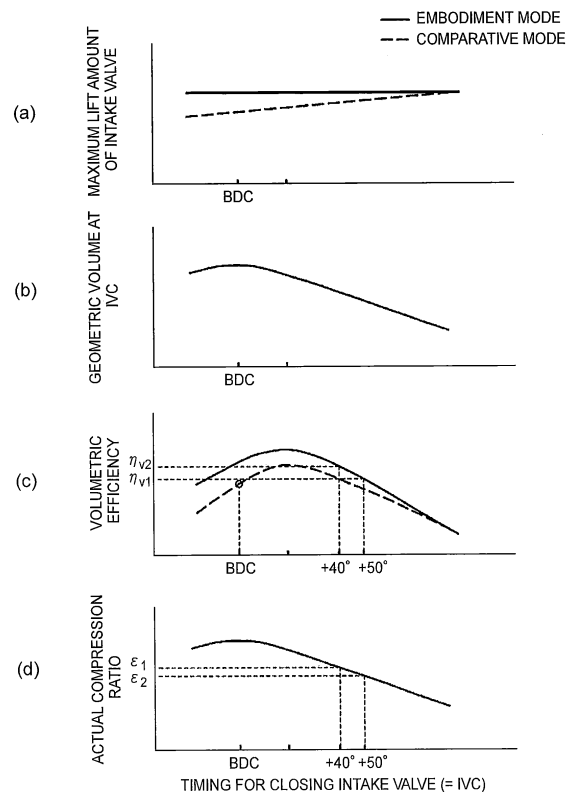 EMBODIMENT MODE
COMPARATIVE MODE
(a)
MAXIMUM LIFT AMOUNT
OF INTAKE VALVE
BDC
(b)
GEOMETRIC VOLUME AT
IVC
BDC
(c)
VOLUMETRIC
EFFICIENCY
ηv2
ηv1
BDC
+40°
+50°
(d)
ACTUAL COMPRESSION
RATIO
ε1
ε2
BDC
+40°
+50°
TIMING FOR CLOSING INTAKE VALVE (= IVC)